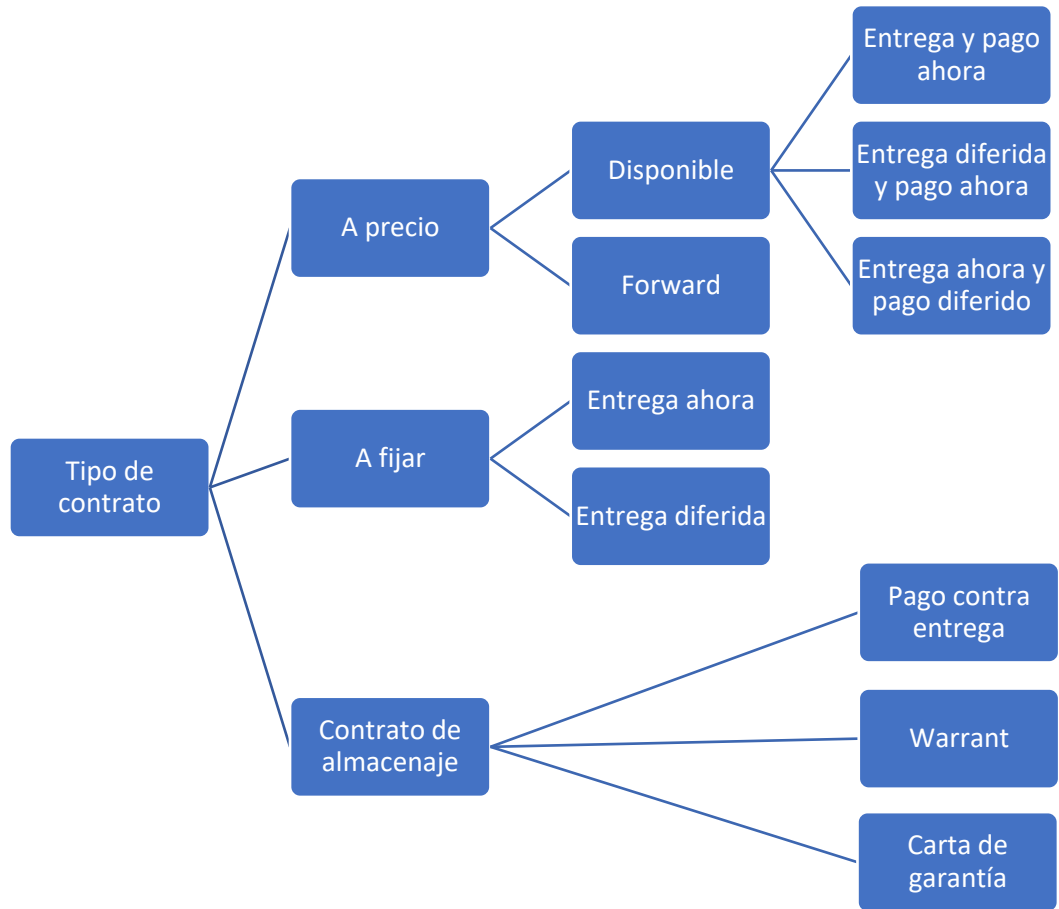 Entrega y pago
ahora
Disponible
Entrega diferida
y pago ahora
A precio
Forward
Entrega ahora y
pago diferido
Entrega ahora
A fijar
Tipo de
contrato
Entrega diferida
Pago contra
entrega
Contrato de
almacenaje
Warrant
Carta de
garantía